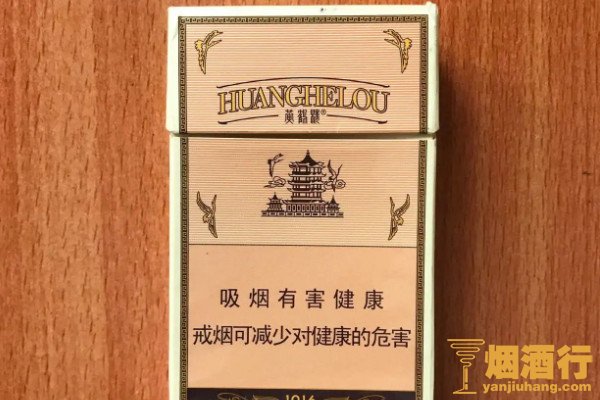 HUANGHELOU
黄鹤楼®
吸烟有害健康
戒烟可减少对健康的危害
1916
烟酒行
yanjiuhang.com